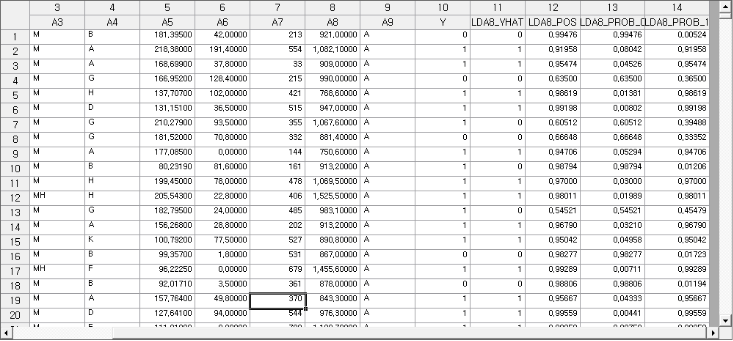 3 4 5 6 7 8 9 10 11 12 13 14
A3 A4 A5 A6 A7 A8 A9 Y LDA8_YHAT LDA8_POS LDA8_PROB_0 LDA8_PROB_1
1 M B 181,39500 42,00000 213 921,00000 A 0 0 0,99476 0,99476 0,00524
2 M A 218,38000 191,40000 554 1,082,10000 A 1 1 0,91958 0,08042 0,91958
3 M A 168,69900 37,80000 33 909,00000 A 1 1 0,95474 0,04526 0,95474
4 M G 166,95200 128,40000 215 990,00000 A 0 0 0,63500 0,63500 0,36500
5 M H 137,70700 102,00000 421 768,60000 A 1 1 0,98619 0,01381 0,98619
6 M D 131,15100 36,50000 515 947,00000 A 1 1 0,99198 0,00802 0,99198
7 M G 210,27900 93,50000 355 1,067,60000 A 1 0 0,60512 0,60512 0,39488
8 M G 181,52000 70,80000 332 881,40000 A 0 0 0,66648 0,66648 0,33352
9 M A 177,08500 0,00000 144 750,60000 A 1 1 0,94706 0,05294 0,94706
10 M B 80,23190 81,60000 161 913,20000 A 0 0 0,98794 0,98794 0,01206
11 M H 199,45000 78,00000 478 1,069,50000 A 1 1 0,97000 0,03000 0,97000
12 MH H 205,54300 22,80000 406 1,525,50000 A 1 1 0,98011 0,01989 0,98011
13 M G 182,79500 24,00000 485 983,10000 A 1 0 0,54521 0,54521 0,45479
14 M A 156,26800 28,80000 202 913,20000 A 1 1 0,96790 0,03210 0,96790
15 M K 100,79200 77,50000 527 890,80000 A 1 1 0,95042 0,04958 0,95042
16 M B 99,35700 1,80000 531 867,00000 A 0 0 0,98277 0,98277 0,01723
17 MH F 96,22250 0,00000 679 1,455,60000 A 1 1 0,99289 0,00711 0,99289
18 M B 92,01710 3,50000 361 878,00000 A 0 0 0,98806 0,98806 0,01194
19 M A 157,76400 49,80000 370 843,30000 A 1 1 0,95667 0,04333 0,95667
20 M D 127,64100 94,00000 544 976,30000 A 1 1 0,99559 0,00441 0,99559